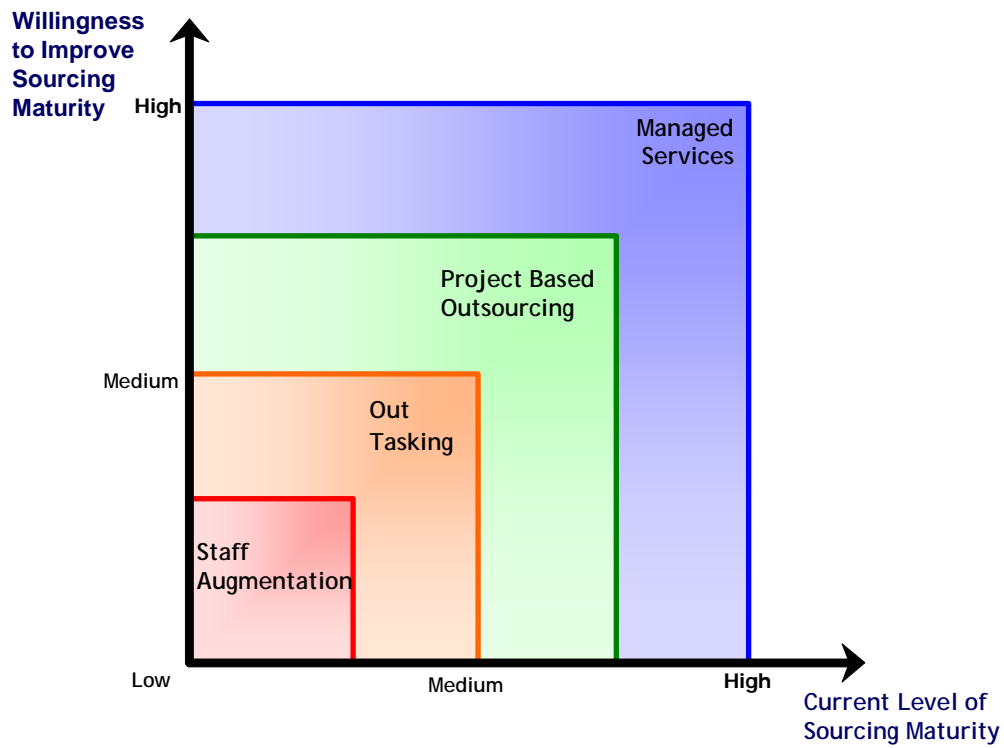 Willingness
to Improve
Sourcing
Maturity
High
Managed
Services
Project Based
Outsourcing
Medium
Out
Tasking
Staff
Augmentation
Low
Medium
High
Current Level of
Sourcing Maturity